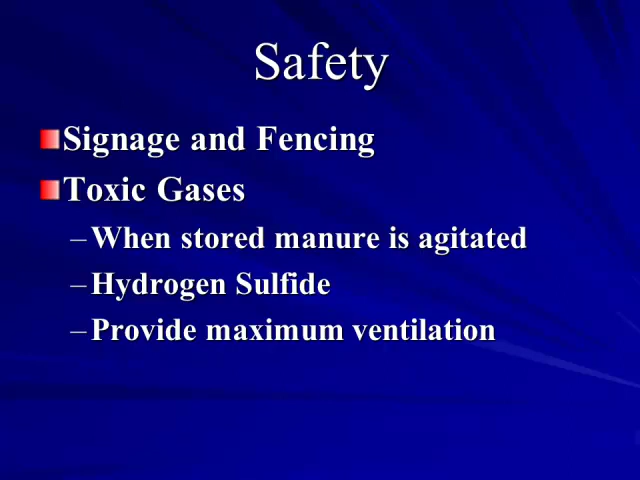 Safety
Signage and Fencing
Toxic Gases
–When stored manure is agitated
–Hydrogen Sulfide
–Provide maximum ventilation